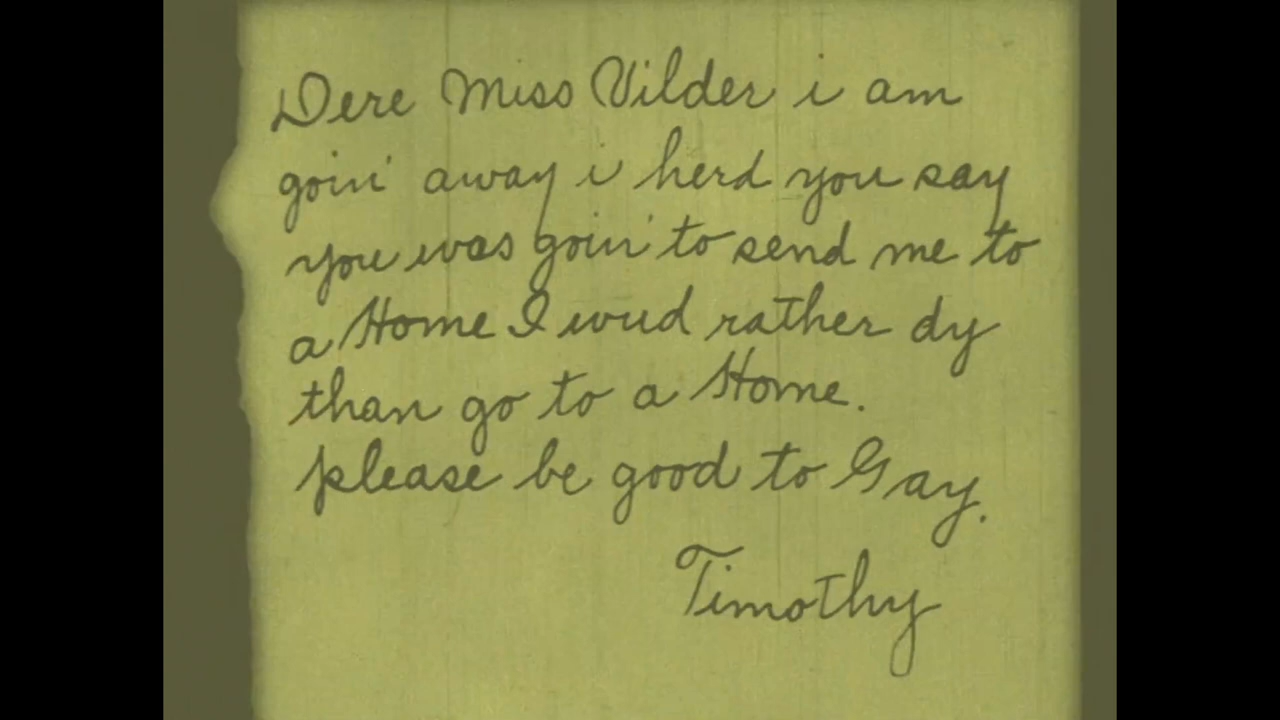 Dere Miss Vilder i am
goin' away i herd you say
you was goin' to send me to
a Home I wud rather dy
than go to a Home.
please be good to Gay.
Timothy